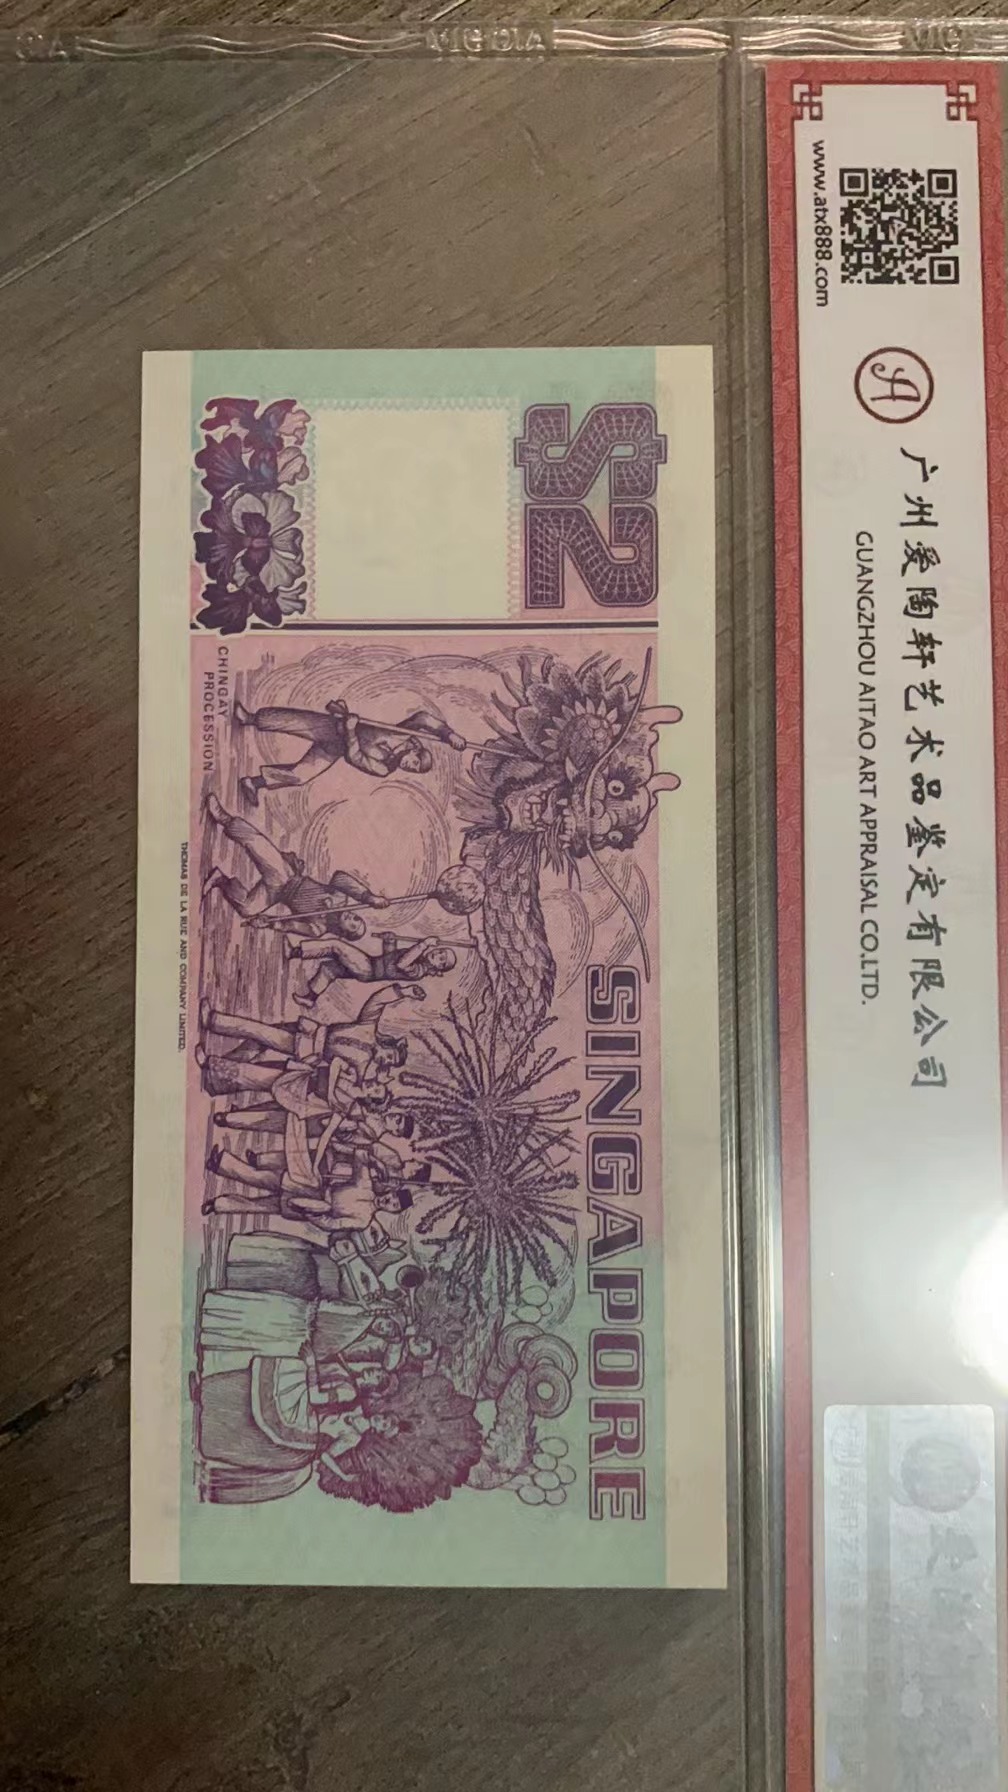 www.atx888.com
广州爱陶轩艺术品鉴定有限公司
GUANGZHOU AITAO ART APPRAISAL CO.LTD.
$2
SINGAPORE
CHINGAY
PROCESSION
THOMAS DE LA RUE AND COMPANY LIMITED.